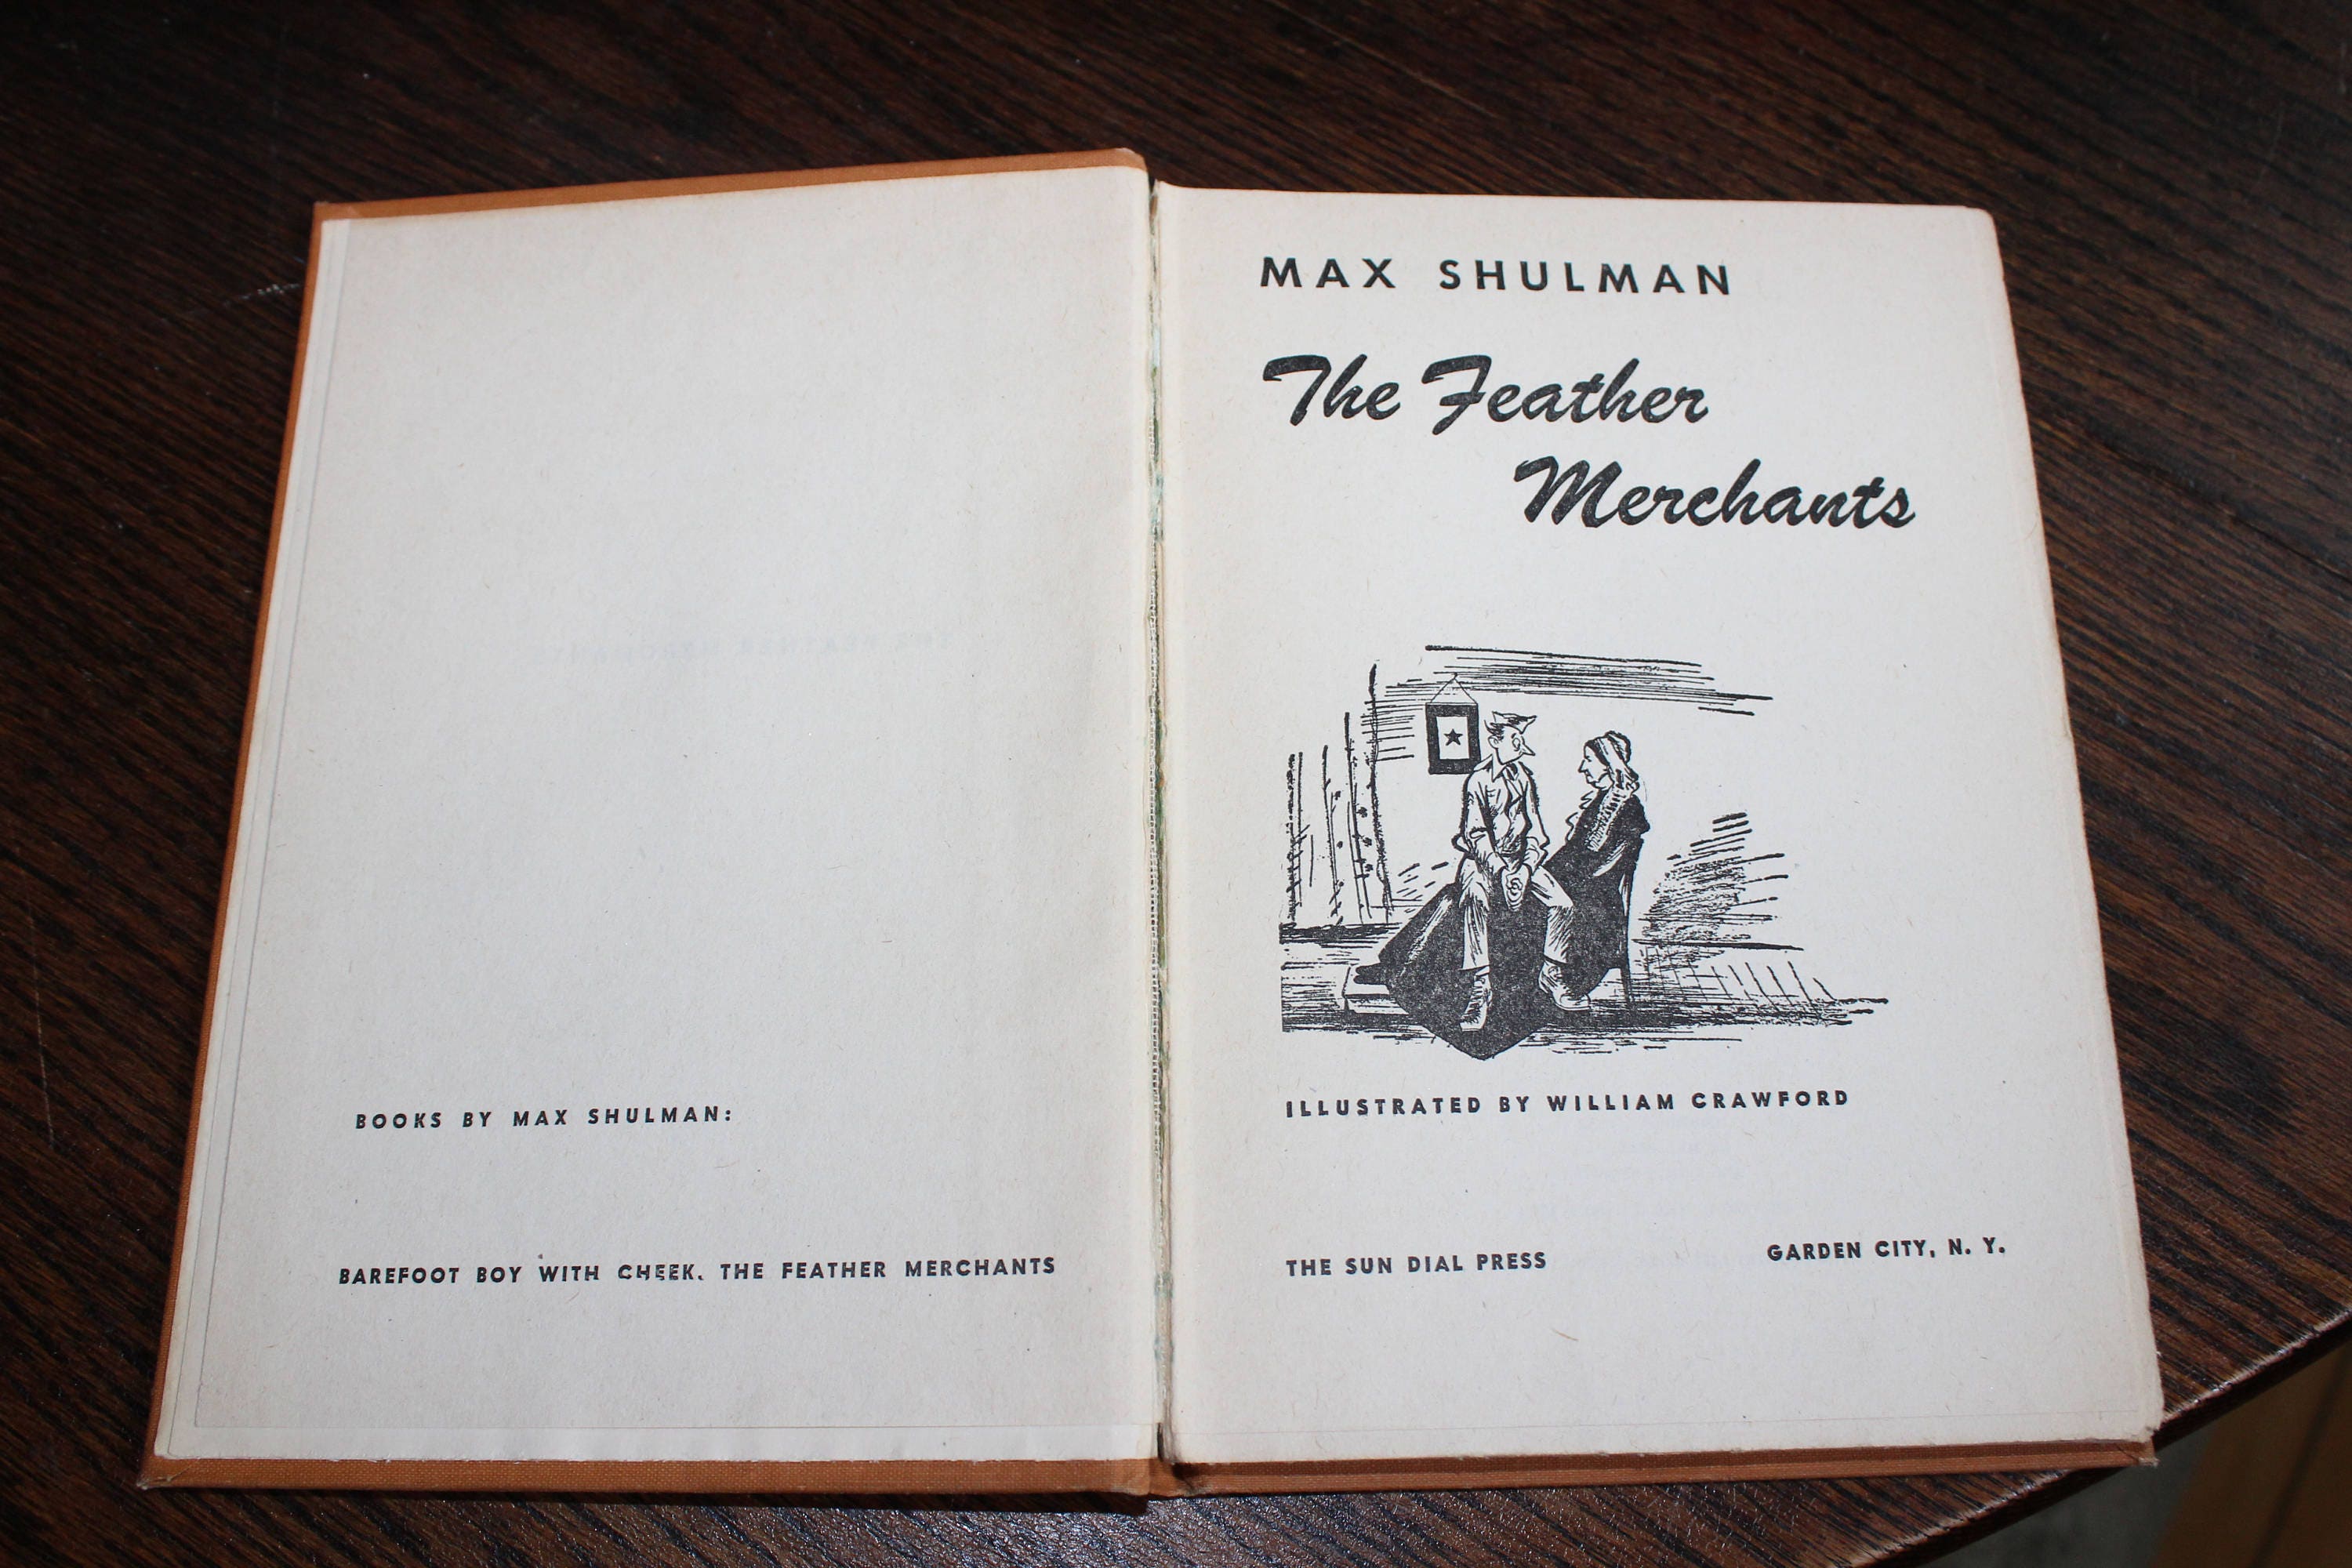 BOOKS BY MAX SHULMAN:
BAREFOOT BOY WITH CHEEK, THE FEATHER MERCHANTS
MAX SHULMAN
The Feather
Merchants
ILLUSTRATED BY WILLIAM CRAWFORD
THE SUN DIAL PRESS
GARDEN CITY, N. Y.